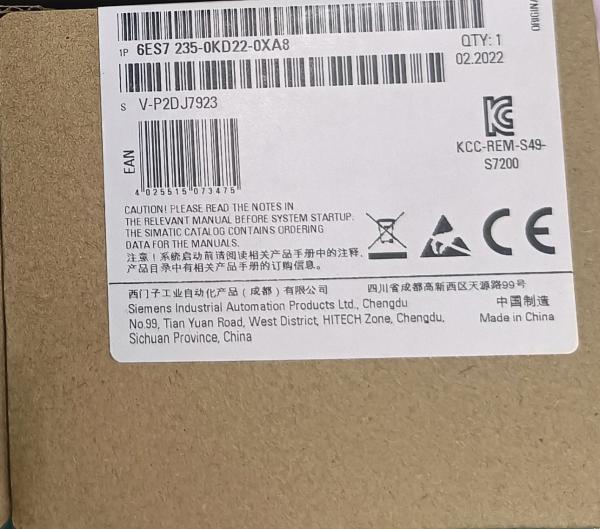 ORIGINA
1P 6ES7 235-0KD22-0XA8
QTY: 1
02.2022
S V-P2DJ7923
EAN
4 025515 073475
KCC-REM-S49-
S7200
CAUTION! PLEASE READ THE NOTES IN
THE RELEVANT MANUAL BEFORE SYSTEM STARTUP.
THE SIMATIC CATALOG CONTAINS ORDERING
DATA FOR THE MANUALS.
注意！系统启动前请阅读相关产品手册中的注释，
产品目录中有相关手册的订购信息。
CE
西门子工业自动化产品（成都）有限公司 四川省成都高新西区天源路99号
Siemens Industrial Automation Products Ltd., Chengdu 中国制造
No.99, Tian Yuan Road, West District, HITECH Zone, Chengdu, Made in China
Sichuan Province, China